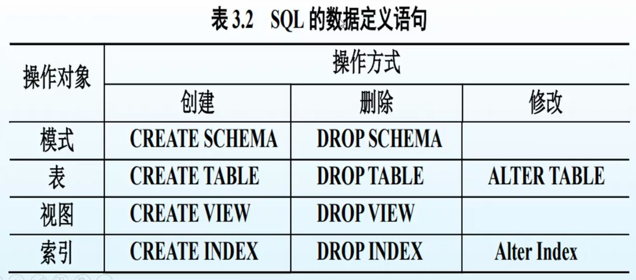 表 3.2 SQL 的数据定义语句
操作对象 操作方式
创建 删除 修改
模式 CREATE SCHEMA DROP SCHEMA
表 CREATE TABLE DROP TABLE ALTER TABLE
视图 CREATE VIEW DROP VIEW
索引 CREATE INDEX DROP INDEX Alter Index